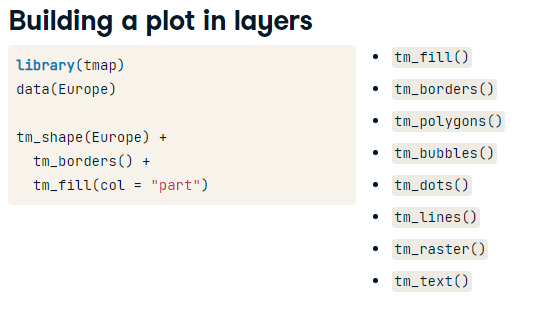 Building a plot in layers
library(tmap)
data(Europe)
tm_shape(Europe) +
  tm_borders() +
  tm_fill(col = "part")
• tm_fill()
• tm_borders()
• tm_polygons()
• tm_bubbles()
• tm_dots()
• tm_lines()
• tm_raster()
• tm_text()